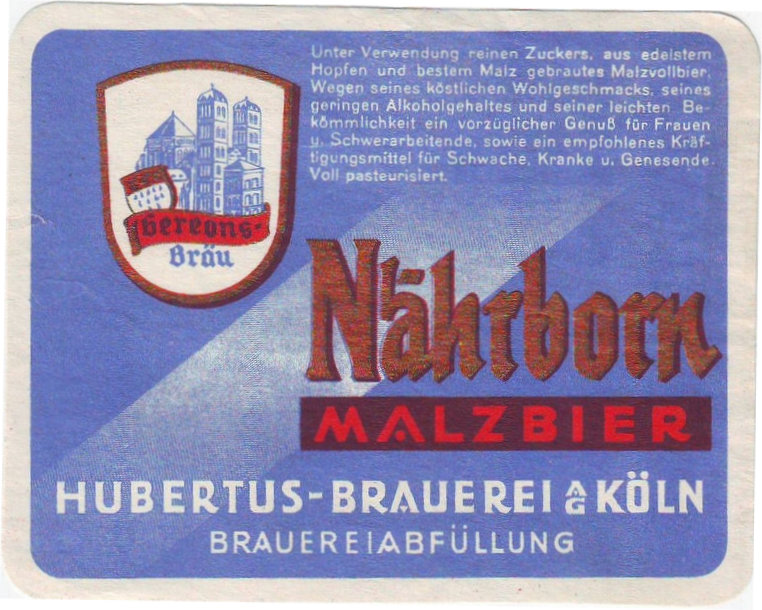 Unter Verwendung reinen Zuckers, aus edelstem
Hopfen und bestem Malz gebrautes Malzvollbier.
Wegen seines köstlichen Wohlgeschmacks, seines
geringen Alkoholgehaltes und seiner leichten Be-
kömmlichkeit ein vorzüglicher Genuß für Frauen
u. Schwerarbeitende, sowie ein empfohlenes Kräf-
tigungsmittel für Schwache, Kranke u. Genesende.
Voll pasteurisiert.
Gereons-
Bräu
Nährborn
MALZBIER
HUBERTUS-BRAUEREI AG KÖLN
BRAUEREIABFÜLLUNG